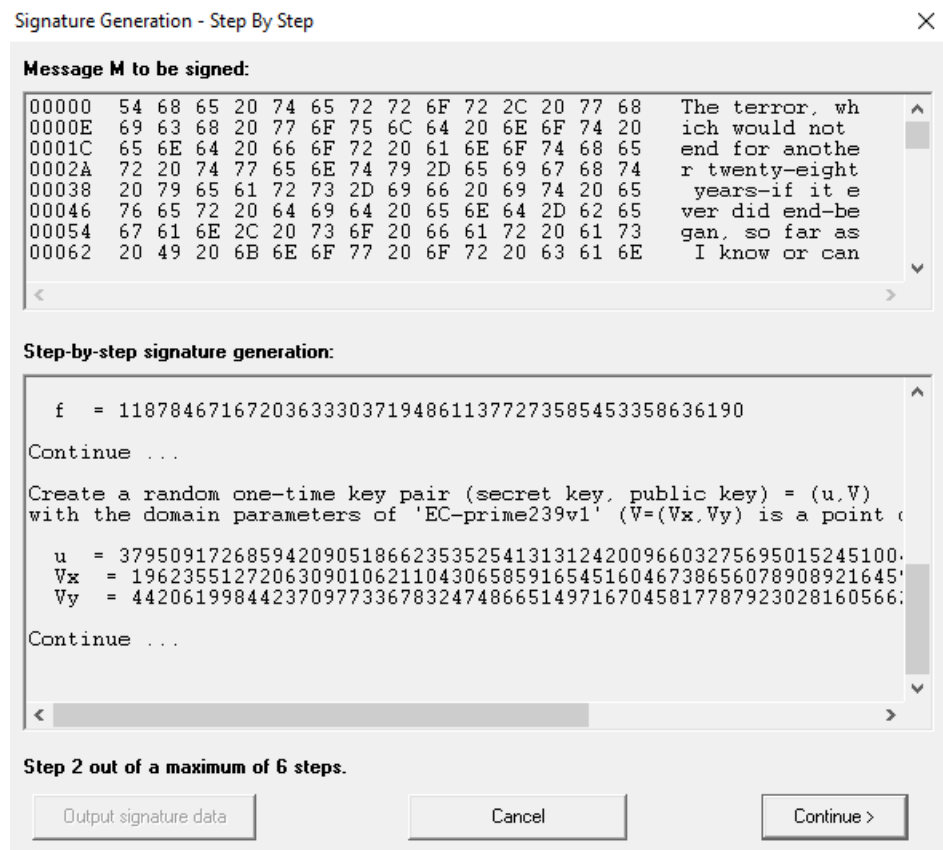 Signature Generation - Step By Step
Message M to be signed:
00000 54 68 65 20 74 65 72 72 6F 72 2C 20 77 68 The terror, wh
0000E 69 63 68 20 77 6F 75 6C 64 20 6E 6F 74 20 ich would not
0001C 65 6E 64 20 66 6F 72 20 61 6E 6F 74 68 65 end for anothe
0002A 72 20 74 77 65 6E 74 79 2D 65 69 67 68 74 r twenty-eight
00038 20 79 65 61 72 73 2D 69 66 20 69 74 20 65 years-if it e
00046 76 65 72 20 64 69 64 20 65 6E 64 2D 62 65 ver did end-be
00054 67 61 6E 2C 20 73 6F 20 66 61 72 20 61 73 gan, so far as
00062 20 49 20 6B 6E 6F 77 20 6F 72 20 63 61 6E I know or can
Step-by-step signature generation:
f = 1187846716720363330371948611377273585453358636190
Continue ...
Create a random one-time key pair (secret key, public key) = (u,V)
with the domain parameters of 'EC-prime239v1' (V=(Vx,Vy) is a point
u = 379509172685942090518662353525413131242009660327569501524510​0
Vx = 19623551272063090106211043065859165451604673865607890892164​5
Vy = 4420619984423709773367832474866514971670458177879230281605662
Continue ...
Step 2 out of a maximum of 6 steps.
Output signature data
Cancel
Continue >